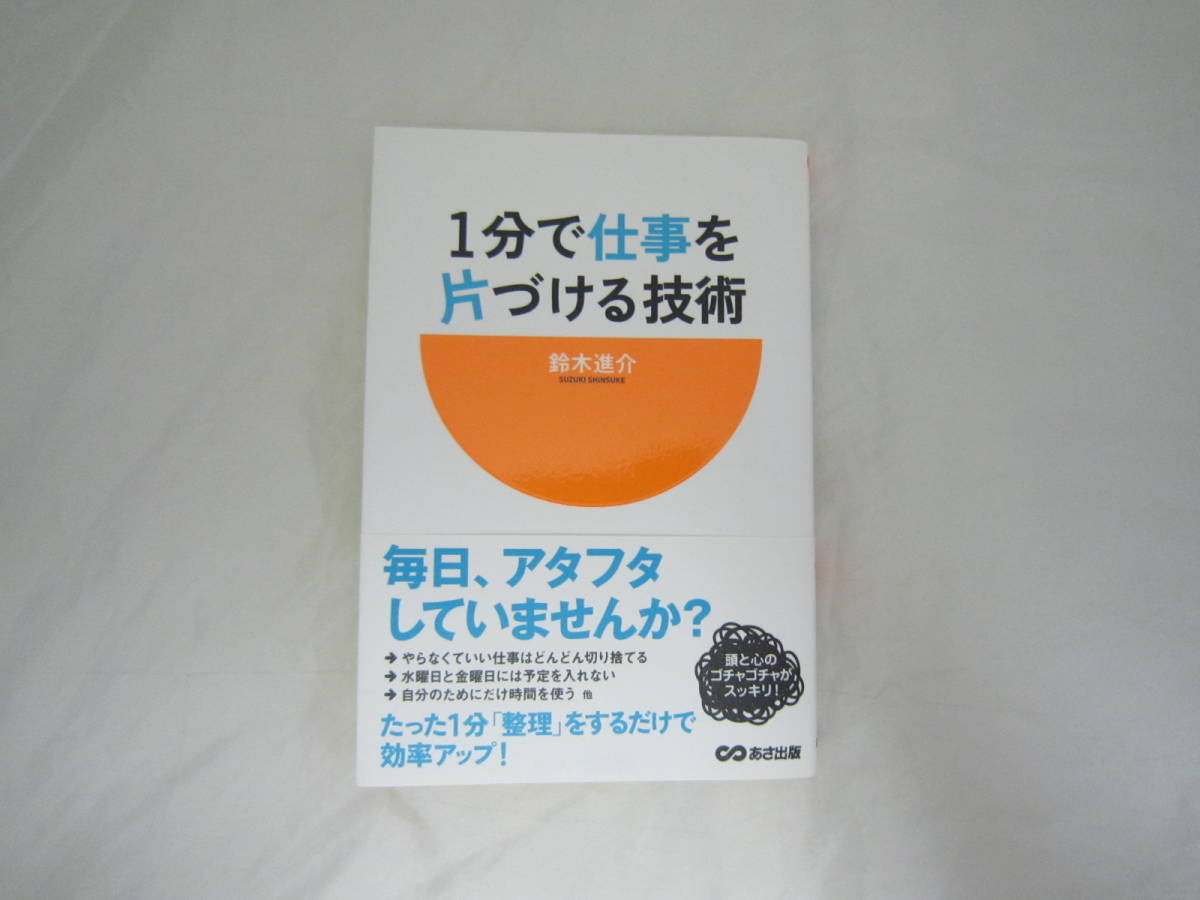 1分で仕事を
片づける技術
鈴木進介
SUZUKI SHINSUKE
毎日、アタフタ
していませんか?
→ やらなくていい仕事はどんどん切り捨てる
→ 水曜日と金曜日には予定を入れない
→ 自分のためにだけ時間を使う 他
頭と心の
ゴチャゴチャが
スッキリ!
たった1分「整理」をするだけで
効率アップ!
あさ出版